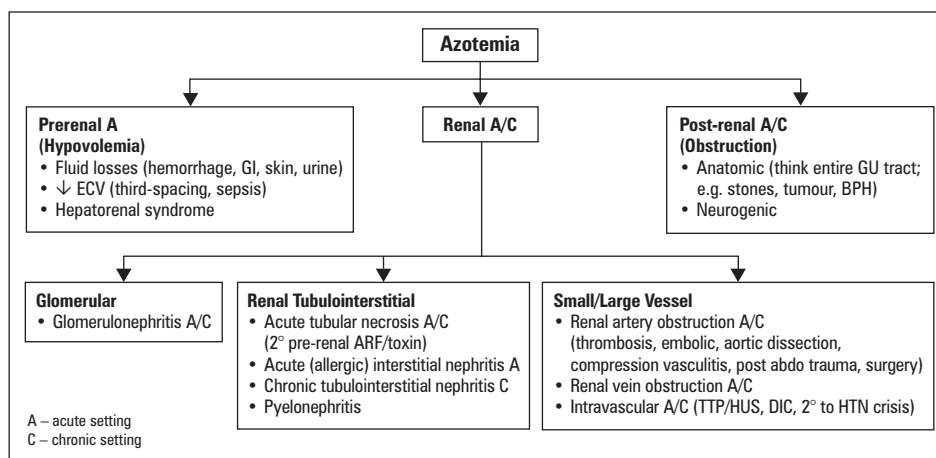 Azotemia
Prerenal A
(Hypovolemia)
• Fluid losses (hemorrhage, GI, skin, urine)
• ↓ ECV (third-spacing, sepsis)
• Hepatorenal syndrome
Renal A/C
Post-renal A/C
(Obstruction)
• Anatomic (think entire GU tract;
e.g. stones, tumour, BPH)
• Neurogenic
Glomerular
• Glomerulonephritis A/C
Renal Tubulointerstitial
• Acute tubular necrosis A/C
(2° pre-renal ARF/toxin)
• Acute (allergic) interstitial nephritis A
• Chronic tubulointerstitial nephritis C
• Pyelonephritis
Small/Large Vessel
• Renal artery obstruction A/C
(thrombosis, embolic, aortic dissection,
compression vasculitis, post abdo trauma, surgery)
• Renal vein obstruction A/C
• Intravascular A/C (TTP/HUS, DIC, 2° to HTN crisis)
A – acute setting
C – chronic setting